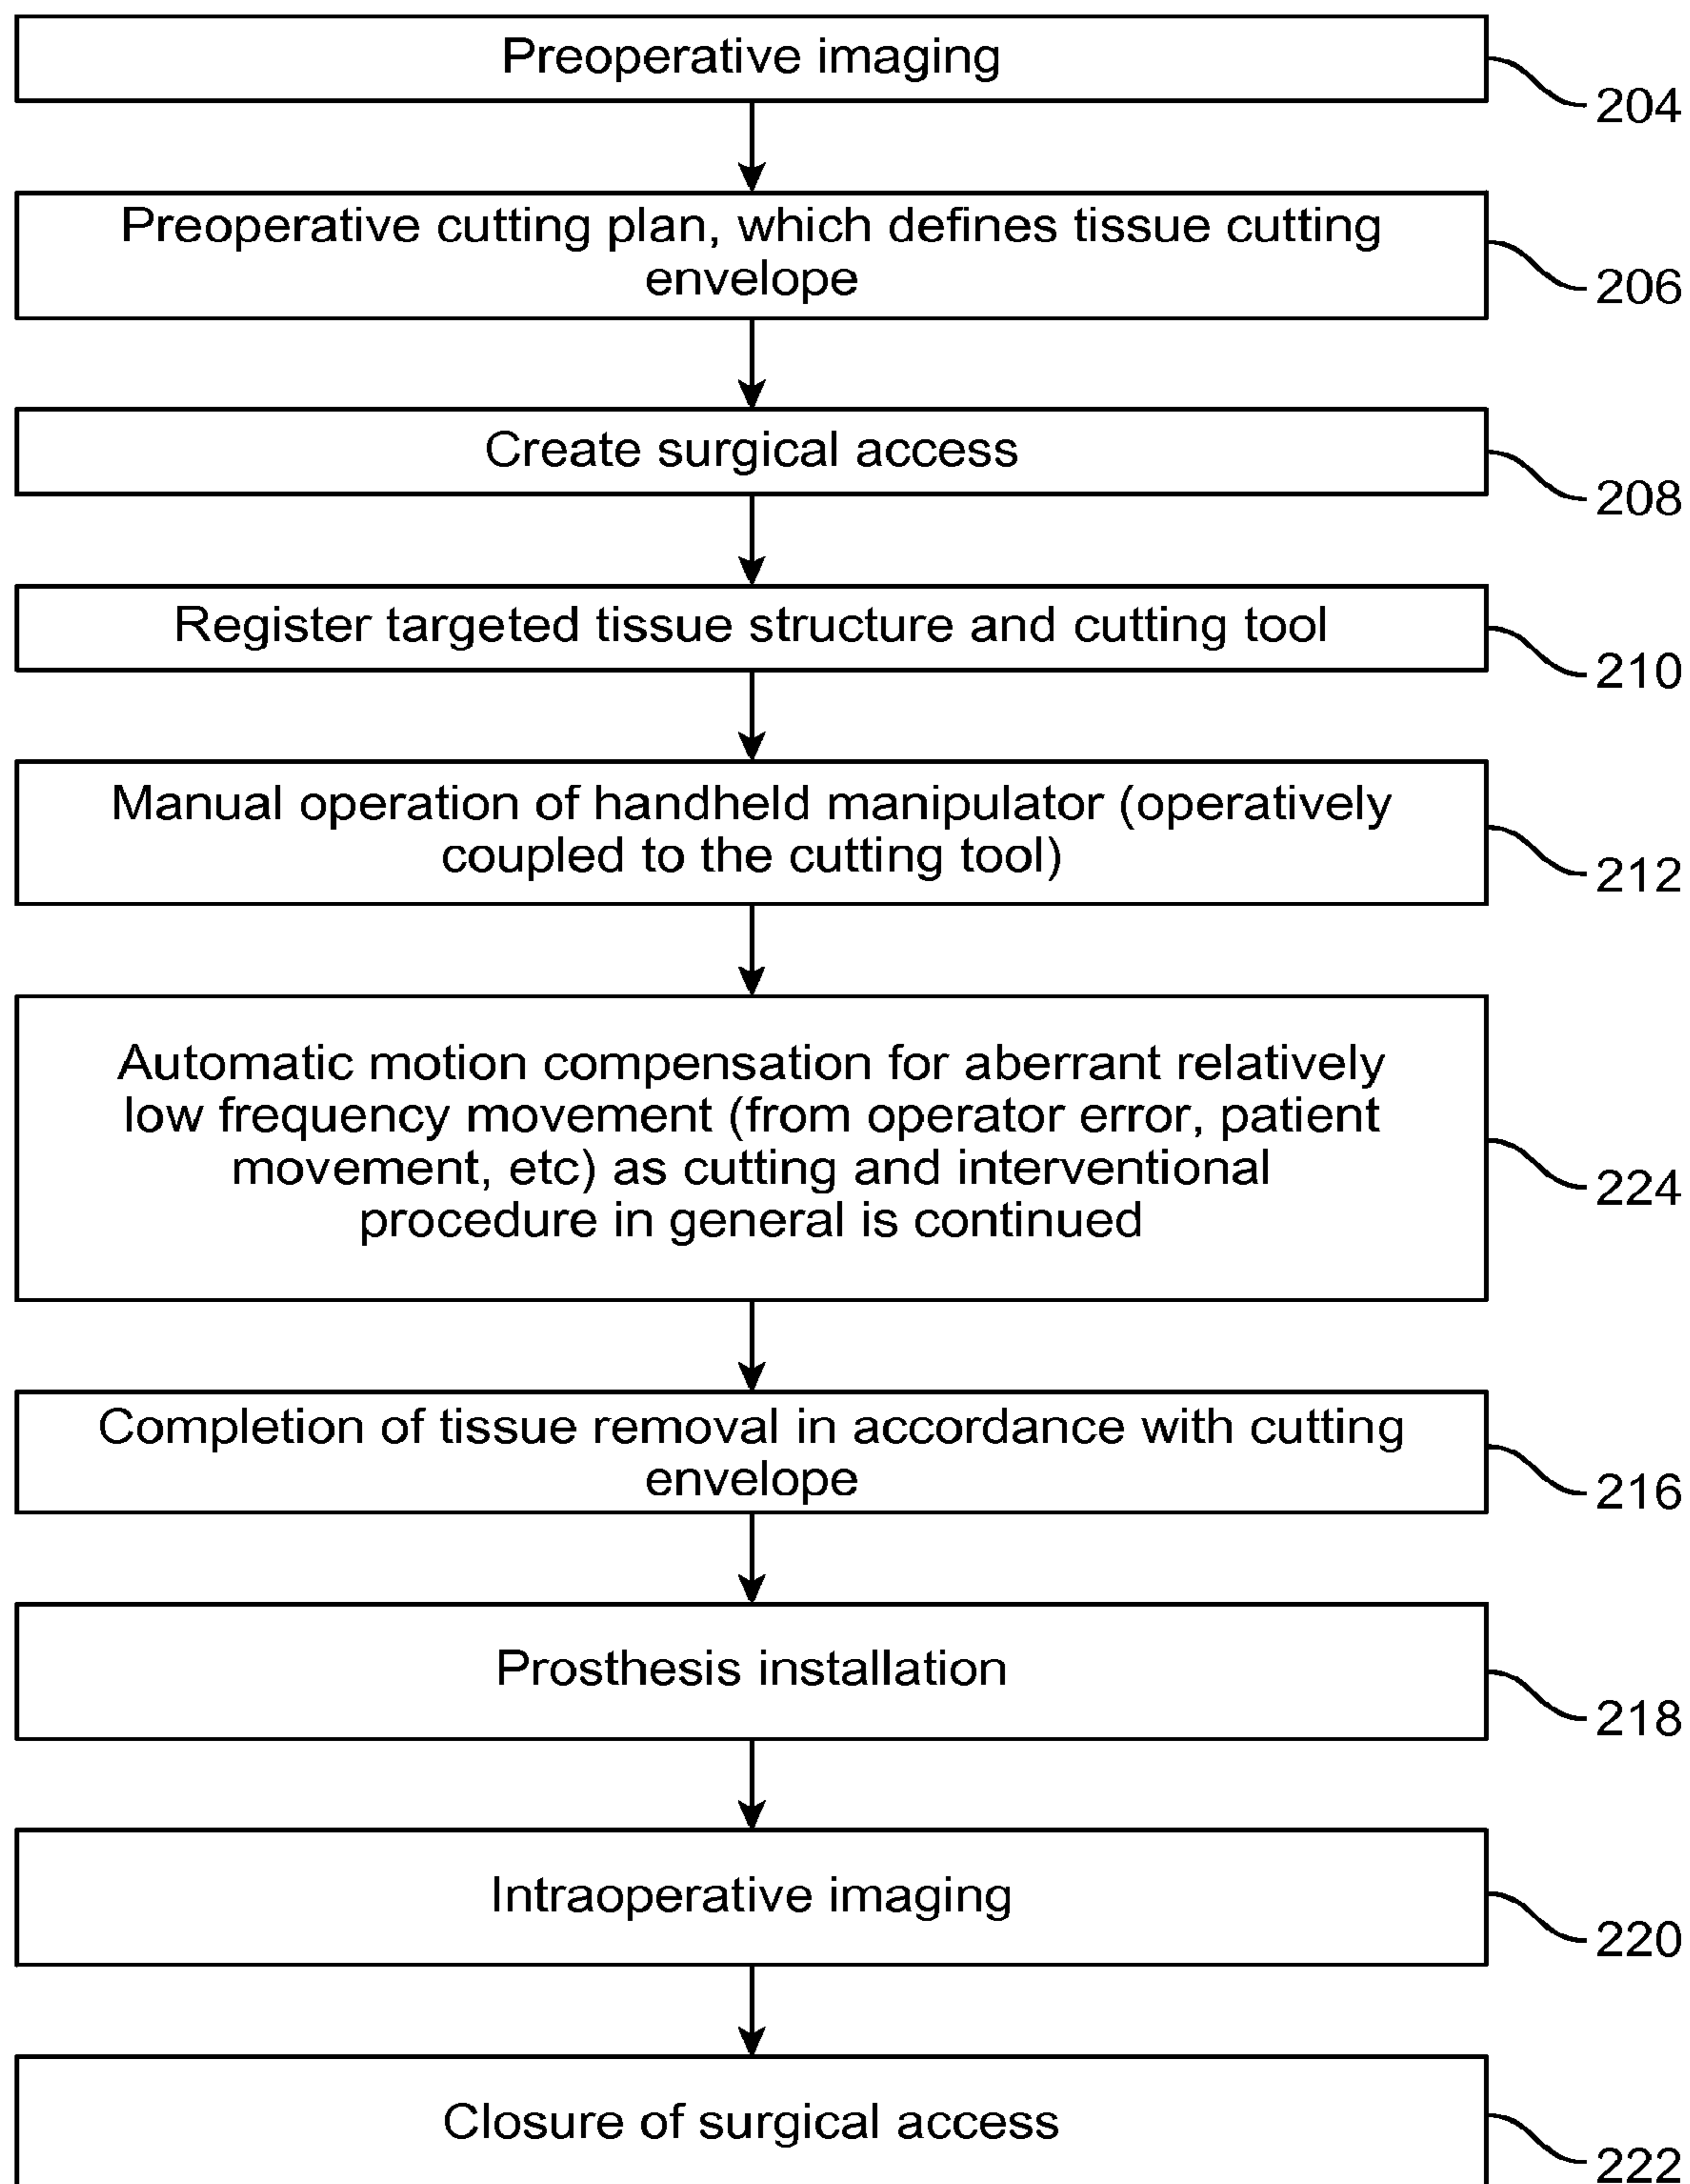 Preoperative imaging
204
Preoperative cutting plan, which defines tissue cutting
envelope
206
Create surgical access
208
Register targeted tissue structure and cutting tool
210
Manual operation of handheld manipulator (operatively
coupled to the cutting tool)
212
Automatic motion compensation for aberrant relatively
low frequency movement (from operator error, patient
movement, etc) as cutting and interventional
procedure in general is continued
224
Completion of tissue removal in accordance with cutting
envelope
216
Prosthesis installation
218
Intraoperative imaging
220
Closure of surgical access
222